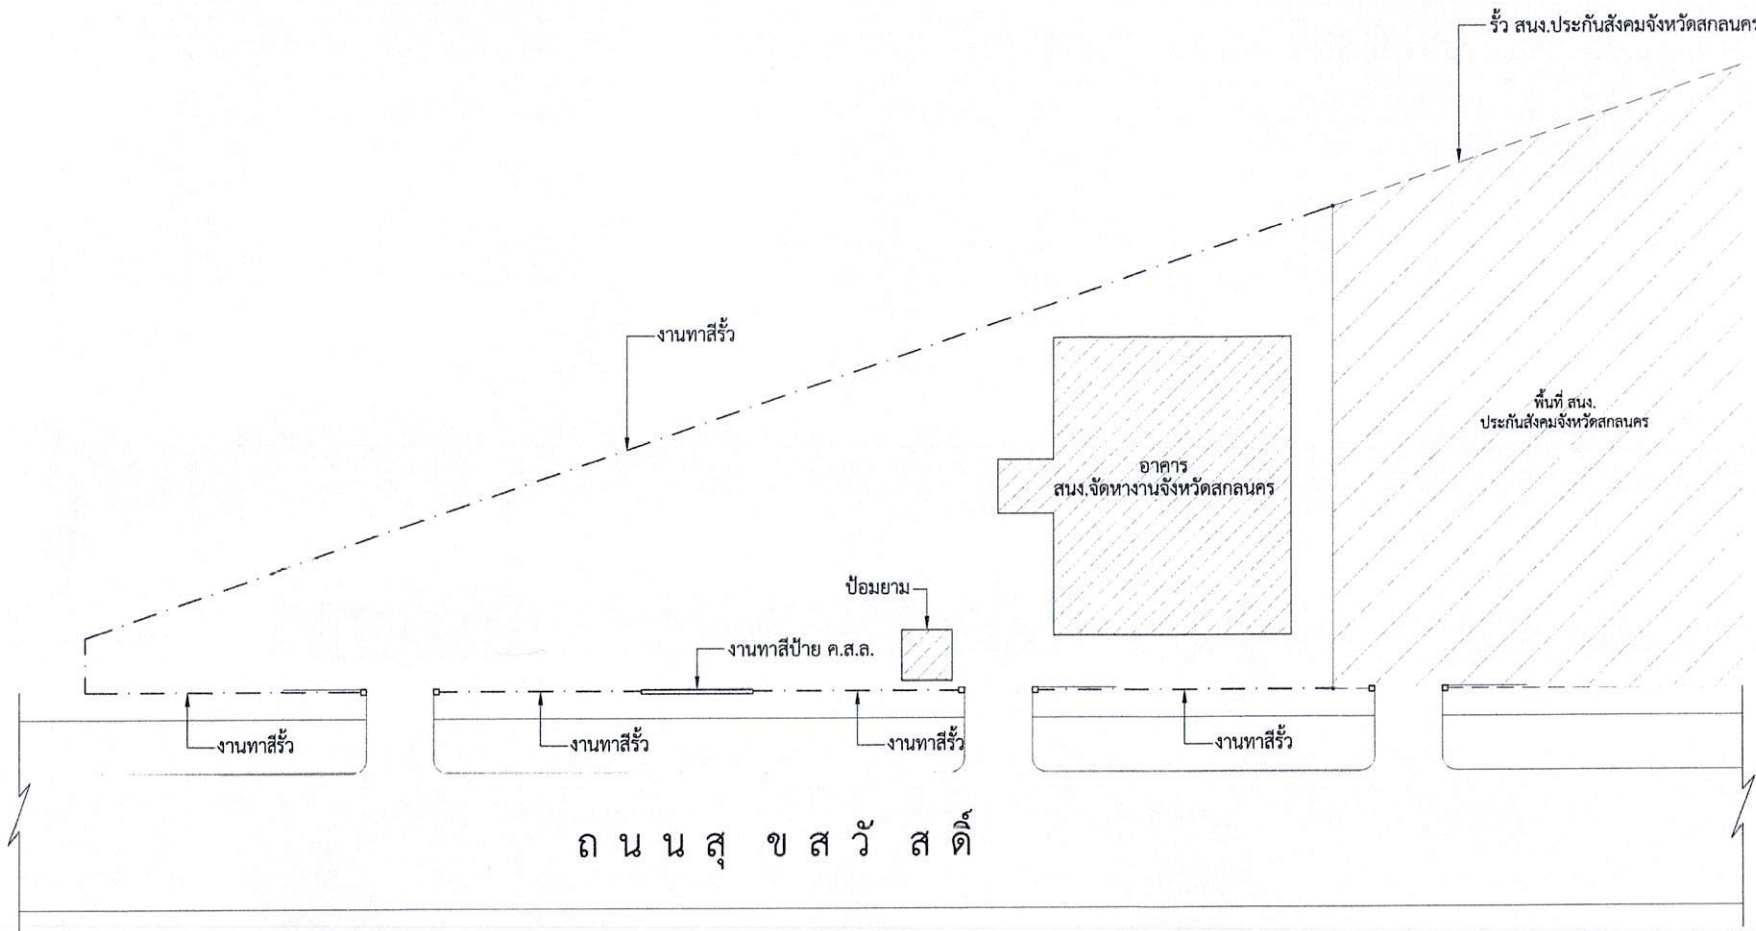 รั้ว สนง.ประกันสังคมจังหวัดสกลนคร
งานทาสีรั้ว
พื้นที่ สนง.
ประกันสังคมจังหวัดสกลนคร
อาคาร
สนง.จัดหางานจังหวัดสกลนคร
ป้อมยาม
งานทาสีป้าย ค.ส.ล.
งานทาสีรั้ว
งานทาสีรั้ว
งานทาสีรั้ว
งานทาสีรั้ว
ถนนสุขสวัสดิ์